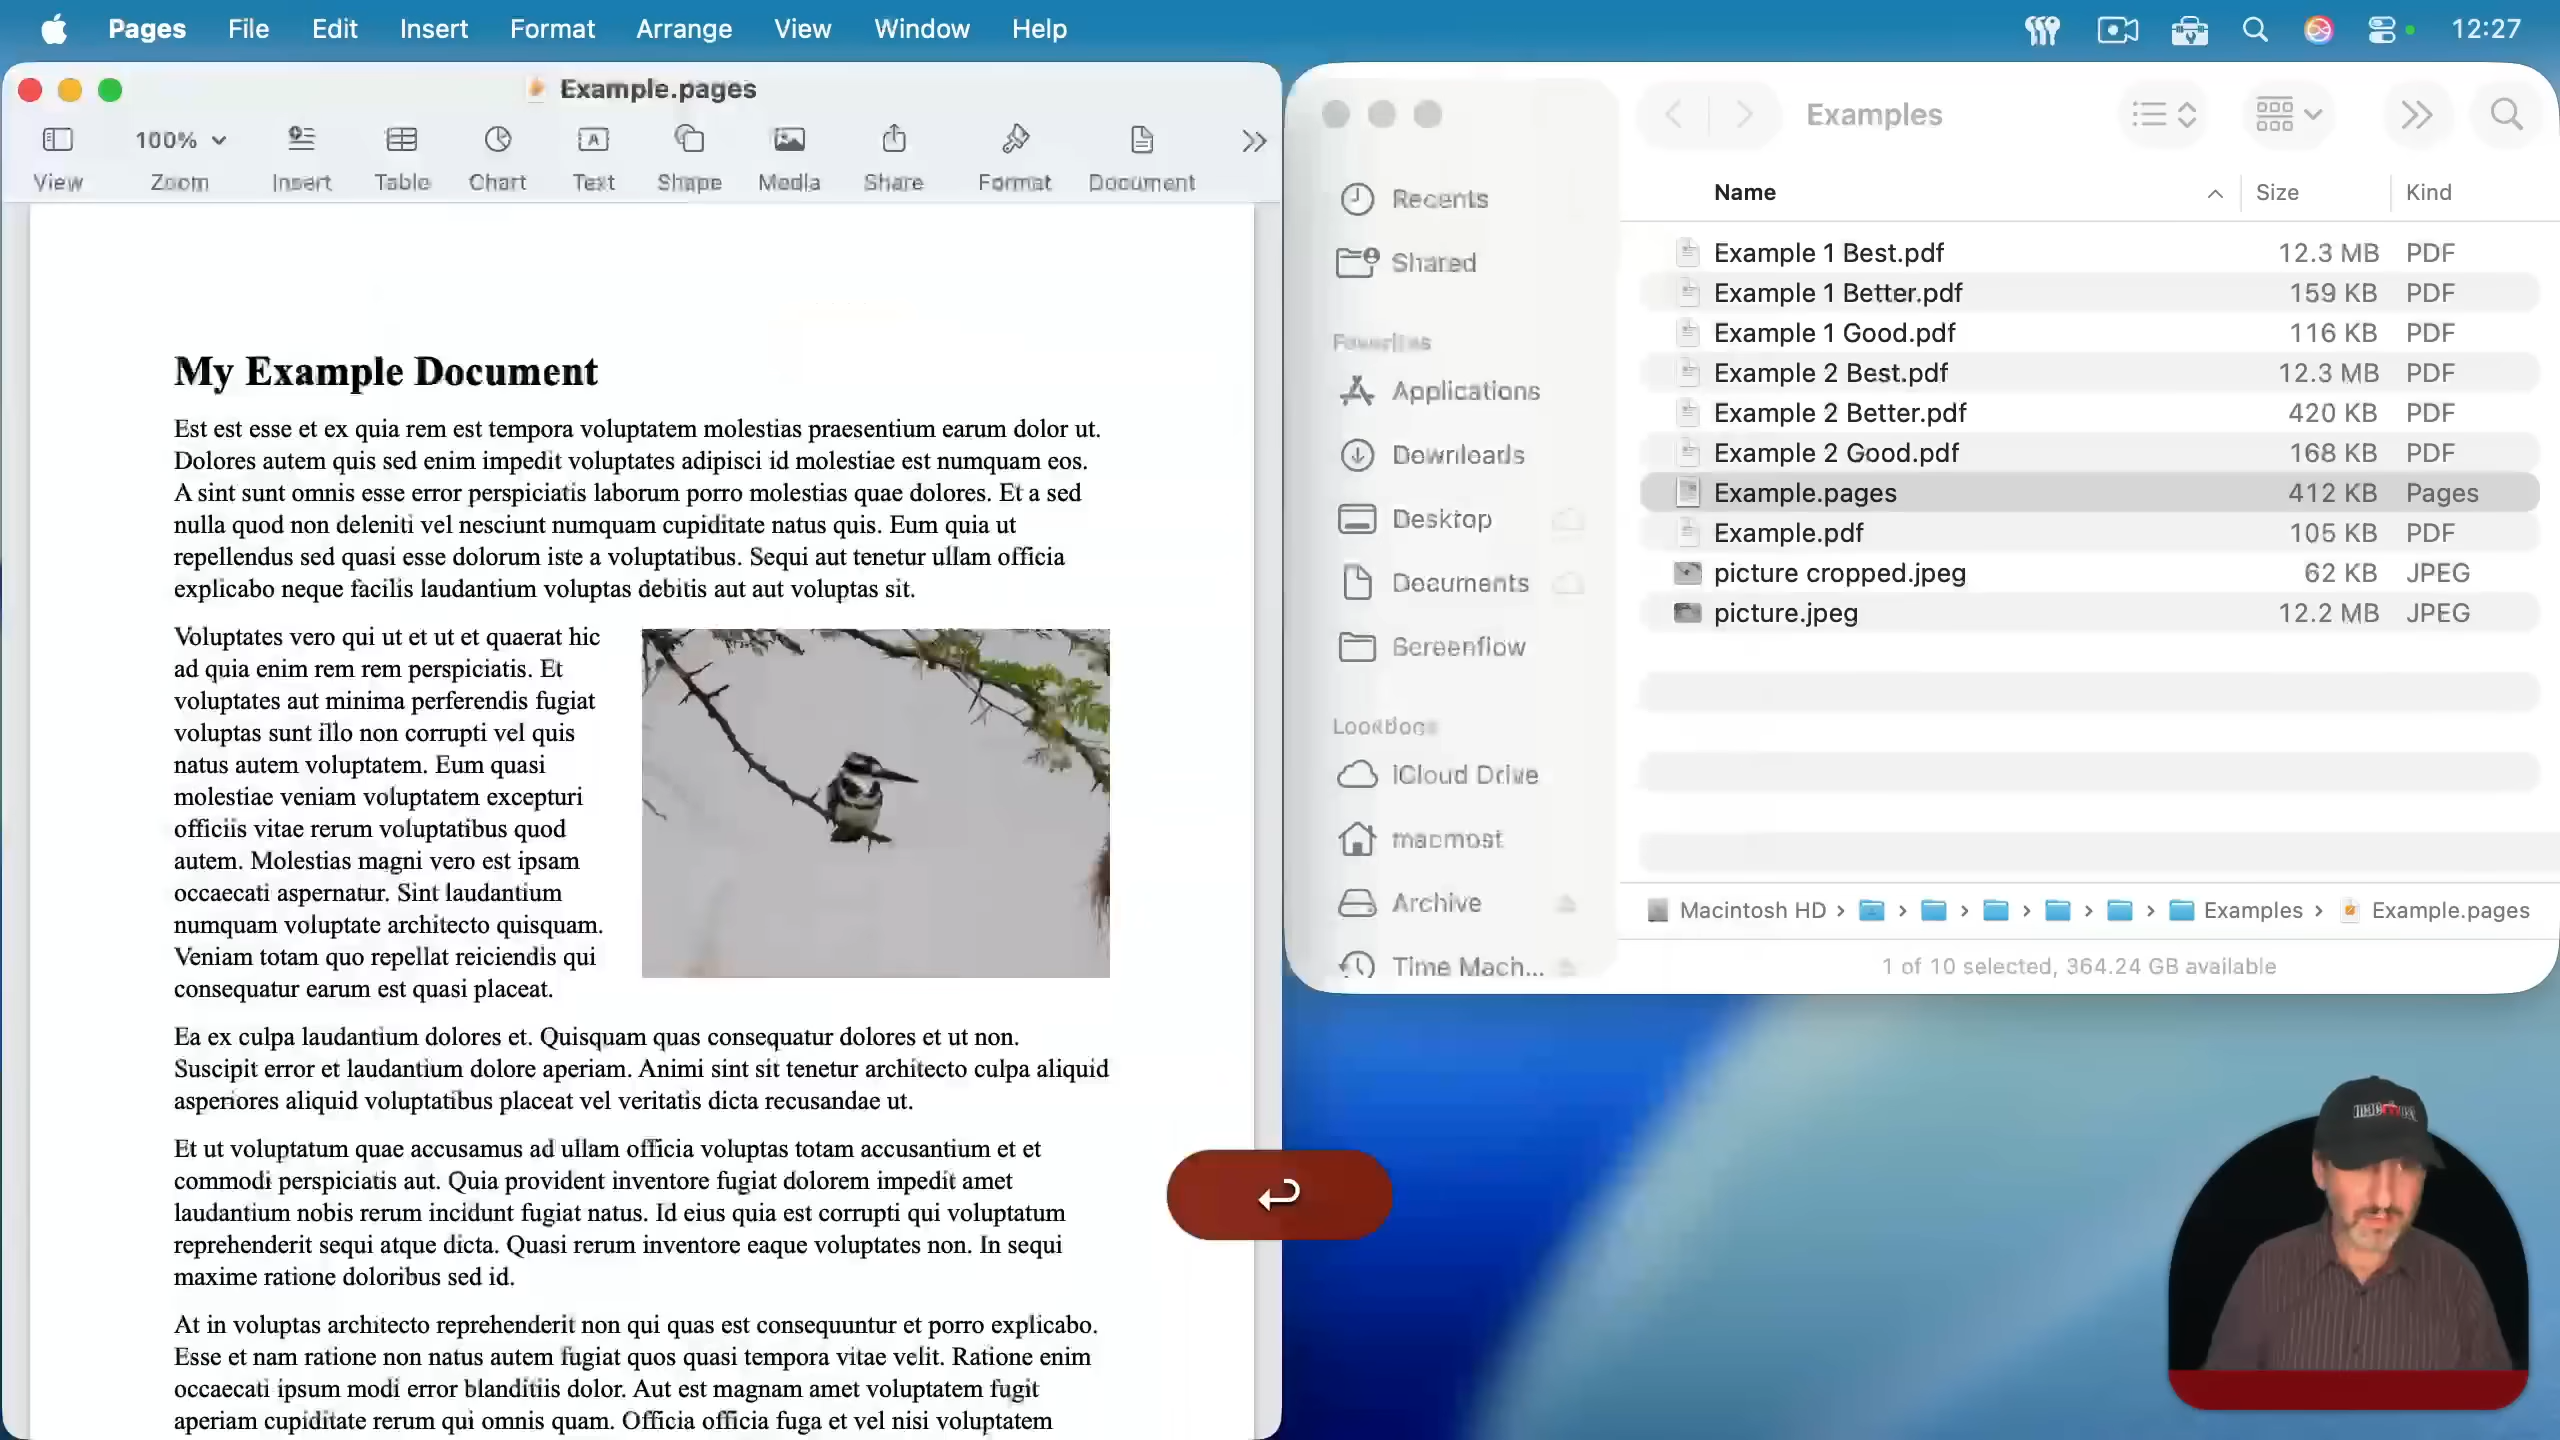 Pages File Edit Insert Format Arrange View Window Help 12:27
Example.pages
100%
View Zoom Insert Table Chart Text Shape Media Share Format Document
My Example Document
Est est esse et ex quia rem est tempora voluptatem molestias praesentium earum dolor ut.
Dolores autem quis sed enim impedit voluptates adipisci id molestiae est numquam eos.
A sint sunt omnis esse error perspiciatis laborum porro molestias quae dolores. Et a sed
nulla quod non deleniti vel nesciunt numquam cupiditate natus quis. Eum quia ut
repellendus sed quasi esse dolorum iste a voluptatibus. Sequi aut tenetur ullam officia
explicabo neque facilis laudantium voluptas debitis aut aut voluptas sit.
Voluptates vero qui ut et ut et quaerat hic
ad quia enim rem rem perspiciatis. Et
voluptates aut minima perferendis fugiat
voluptas sunt illo non corrupti vel quis
natus autem voluptatem. Eum quasi
molestiae veniam voluptatem excepturi
officiis vitae rerum voluptatibus quod
autem. Molestias magni vero est ipsam
occaecati aspernatur. Sint laudantium
numquam voluptate architecto quisquam.
Veniam totam quo repellat reiciendis qui
consequatur earum est quasi placeat.
Ea ex culpa laudantium dolores et. Quisquam quas consequatur dolores et ut non.
Suscipit error et laudantium dolore aperiam. Animi sint sit tenetur architecto culpa aliquid
asperiores aliquid voluptatibus placeat vel veritatis dicta recusandae ut.
Et ut voluptatum quae accusamus ad ullam officia voluptas totam accusantium et et
commodi perspiciatis aut. Quia provident inventore fugiat dolorem impedit amet
laudantium nobis rerum incidunt fugiat natus. Id eius quia est corrupti qui voluptatum
reprehenderit sequi atque dicta. Quasi rerum inventore eaque voluptates non. In sequi
maxime ratione doloribus sed id.
At in voluptas architecto reprehenderit non qui quas est consequuntur et porro explicabo.
Esse et nam ratione non natus autem fugiat quos quasi tempora vitae velit. Ratione enim
occaecati ipsum modi error blanditiis dolor. Aut est magnam amet voluptatem fugit
aperiam cupiditate rerum qui omnis quam. Officia officia fuga et vel nisi voluptatem
Examples
Recents
Shared
Favorites
Applications
Downloads
Desktop
Documents
Screenflow
Locations
iCloud Drive
macmost
Archive
Time Mach...
Name Size Kind
Example 1 Best.pdf 12.3 MB PDF
Example 1 Better.pdf 159 KB PDF
Example 1 Good.pdf 116 KB PDF
Example 2 Best.pdf 12.3 MB PDF
Example 2 Better.pdf 420 KB PDF
Example 2 Good.pdf 168 KB PDF
Example.pages 412 KB Pages
Example.pdf 105 KB PDF
picture cropped.jpeg 62 KB JPEG
picture.jpeg 12.2 MB JPEG
Macintosh HD › › › › › › Examples › Example.pages
1 of 10 selected, 364.24 GB available